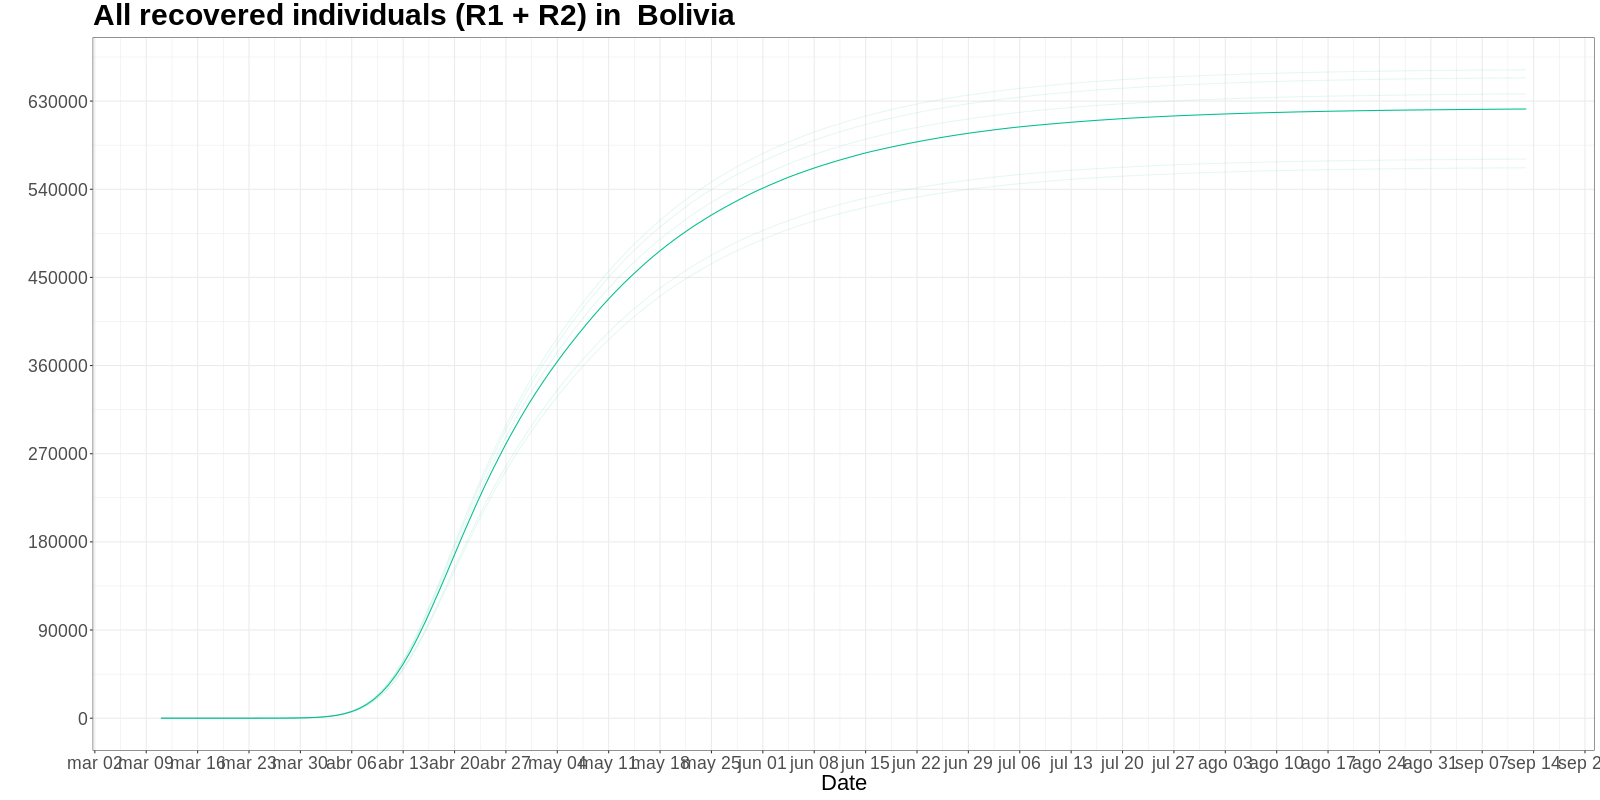 All recovered individuals (R1 + R2) in  Bolivia
630000
540000
450000
360000
270000
180000
90000
0
mar 02 mar 09 mar 16 mar 23 mar 30 abr 06 abr 13 abr 20 abr 27 may 04 may 11 may 18 may 25 jun 01 jun 08 jun 15 jun 22 jun 29 jul 06 jul 13 jul 20 jul 27 ago 03 ago 10 ago 17 ago 24 ago 31 sep 07 sep 14 sep 2
Date